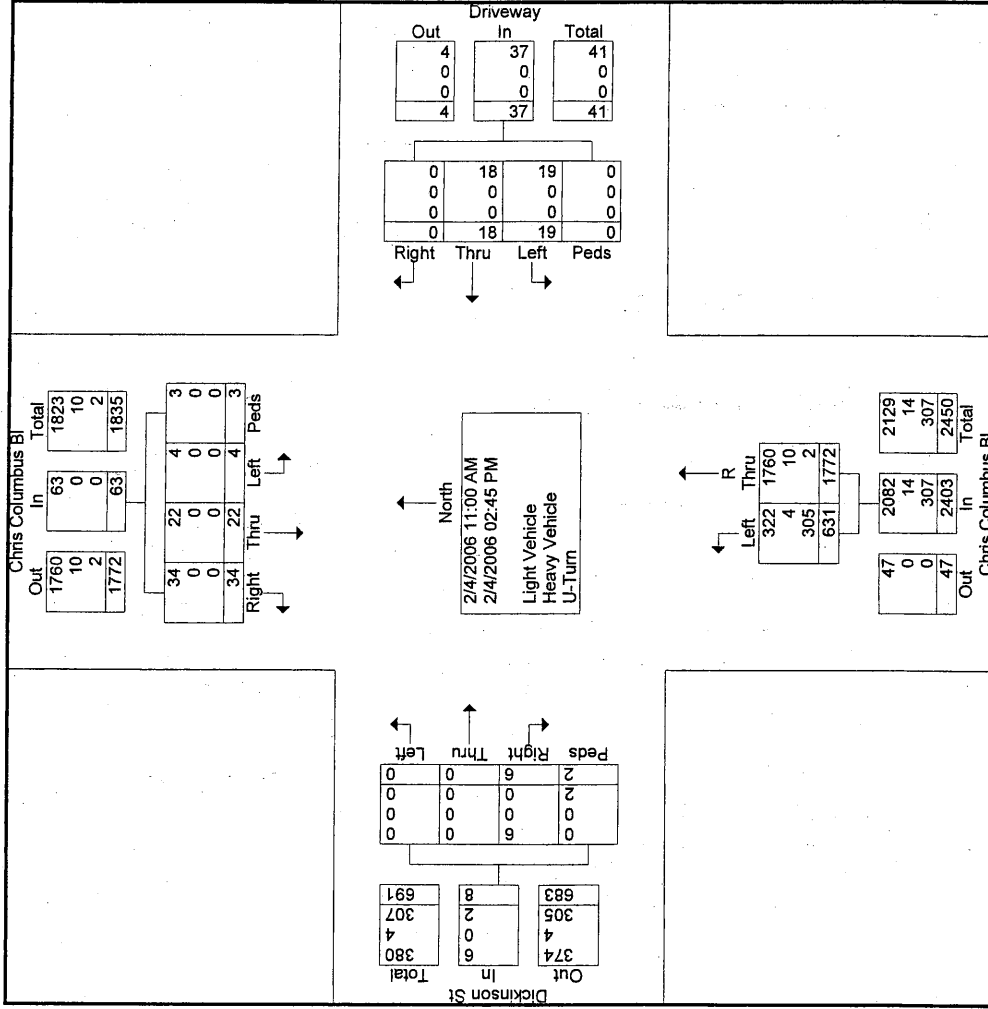 Driveway
Out In Total
4 37 41
0 0 0
0 0 0
4 37 41
0 18 19 0
0 0 0 0
0 0 0 0
0 18 19 0
Right Thru Left Peds
Chris Columbus Bl
Out In Total
1760 63 1823
10 0 10
2 0 2
1772 63 1835
34 22 4 3
0 0 0 0
0 0 0 0
34 22 4 3
Right Thru Left Peds
North
2/4/2006 11:00 AM
2/4/2006 02:45 PM
Light Vehicle
Heavy Vehicle
U-Turn
R
Left Thru
322 1760
4 10
305 2
631 1772
47 2082 2129
0 14 14
0 307 307
47 2403 2450
Out In Total
Chris Columbus Bl
Dickinson St
Out In Total
374 6 380
4 0 4
305 2 307
683 8 691
0 6 0 0
0 0 0 0
2 0 0 0
2 6 0 0
Peds Right Thru Left